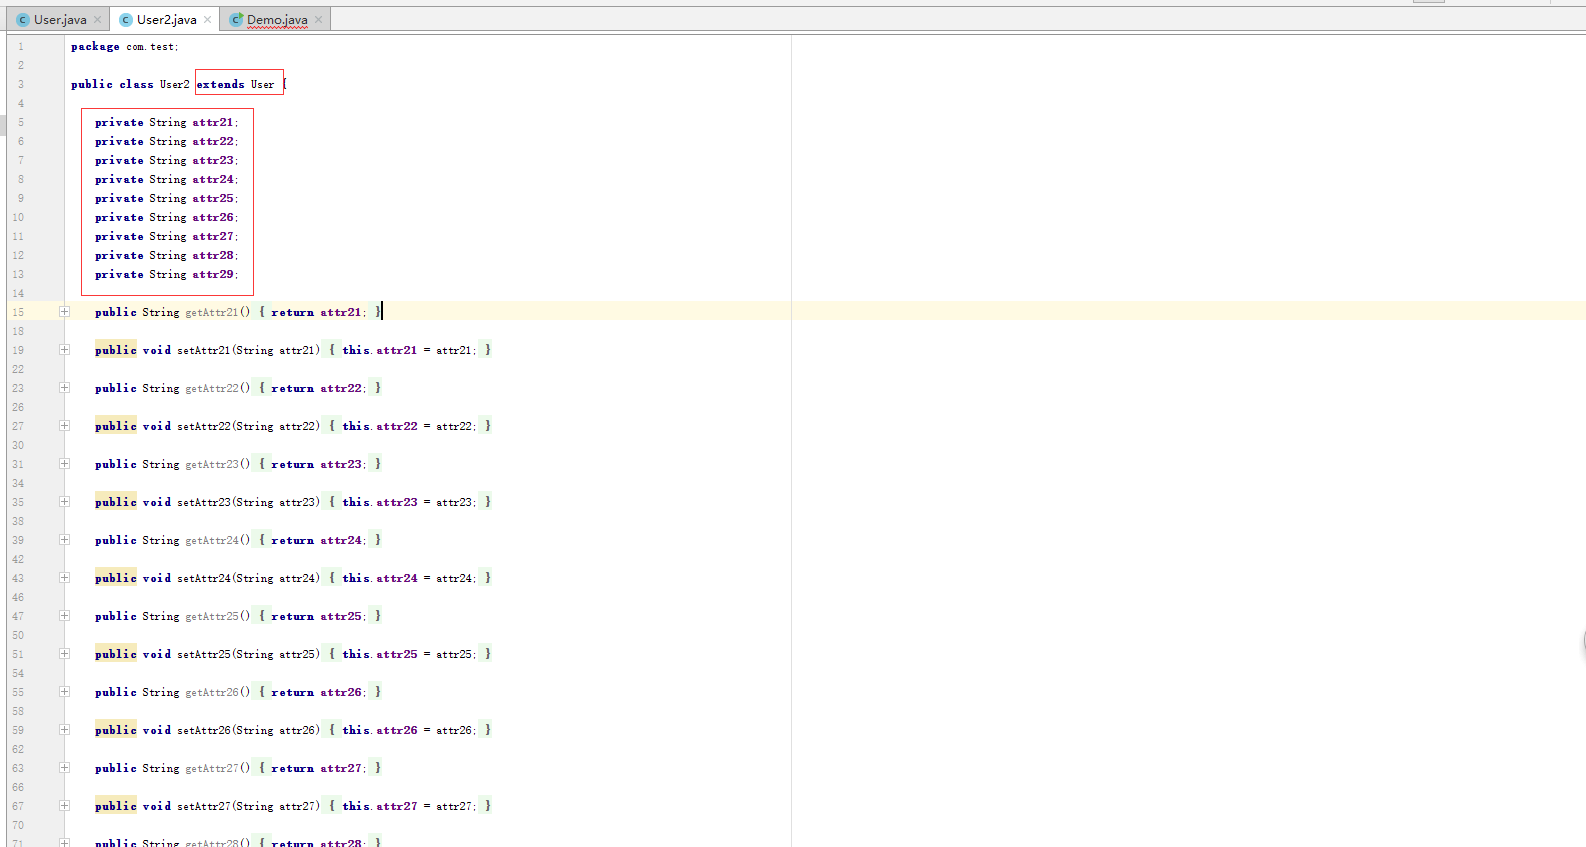 User.java User2.java Demo.java
1 package com.test;
2
3 public class User2 extends User {
4
5 private String attr21;
6 private String attr22;
7 private String attr23;
8 private String attr24;
9 private String attr25;
10 private String attr26;
11 private String attr27;
12 private String attr28;
13 private String attr29;
14
15 public String getAttr21() { return attr21; }
18
19 public void setAttr21(String attr21) { this.attr21 = attr21; }
22
23 public String getAttr22() { return attr22; }
26
27 public void setAttr22(String attr22) { this.attr22 = attr22; }
30
31 public String getAttr23() { return attr23; }
34
35 public void setAttr23(String attr23) { this.attr23 = attr23; }
38
39 public String getAttr24() { return attr24; }
42
43 public void setAttr24(String attr24) { this.attr24 = attr24; }
46
47 public String getAttr25() { return attr25; }
50
51 public void setAttr25(String attr25) { this.attr25 = attr25; }
54
55 public String getAttr26() { return attr26; }
58
59 public void setAttr26(String attr26) { this.attr26 = attr26; }
62
63 public String getAttr27() { return attr27; }
66
67 public void setAttr27(String attr27) { this.attr27 = attr27; }
70
71 public String getAttr28() { return attr28; }